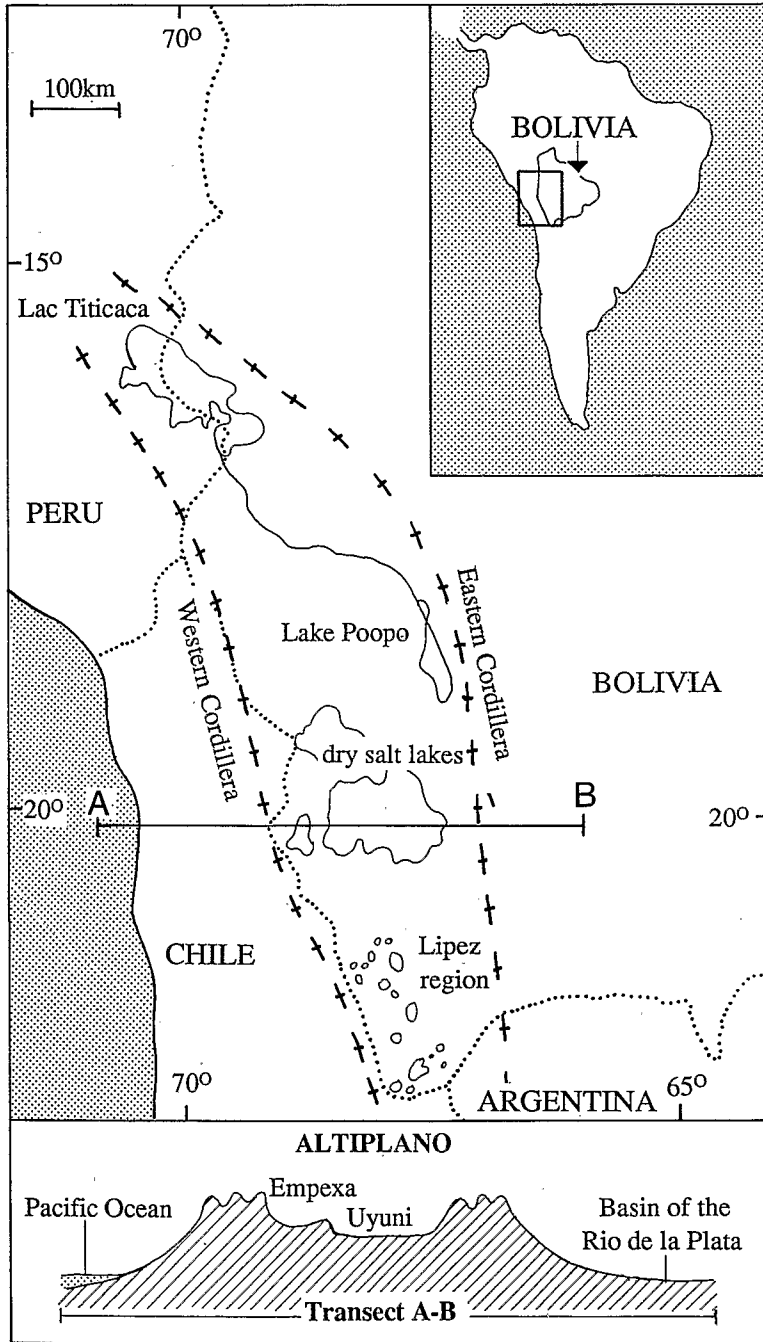 70°
100km
BOLIVIA
15°
Lac Titicaca
PERU
Western Cordillera
Eastern Cordillera
Lake Poopo
BOLIVIA
dry salt lakes
A
B
20°
20°
CHILE
Lipez
region
70°
65°
ARGENTINA
ALTIPLANO
Pacific Ocean
Empexa
Uyuni
Basin of the
Rio de la Plata
Transect A-B